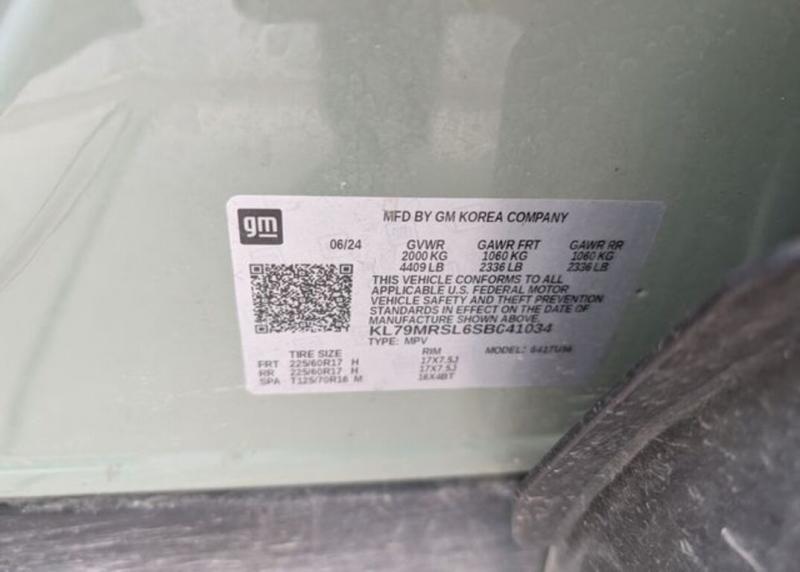 gm
MFD BY GM KOREA COMPANY
06/24 GVWR GAWR FRT GAWR RR
2000 KG 1060 KG 1060 KG
4409 LB 2336 LB 2336 LB
THIS VEHICLE CONFORMS TO ALL
APPLICABLE U.S. FEDERAL MOTOR
VEHICLE SAFETY AND THEFT PREVENTION
STANDARDS IN EFFECT ON THE DATE OF
MANUFACTURE SHOWN ABOVE.
KL79MRSL6SBC41034
TYPE: MPV
TIRE SIZE RIM MODEL:
FRT 225/60R17 H 17X7.5J
RR 225/60R17 H 17X7.5J
SPA T125/70R16 M 16X4BT